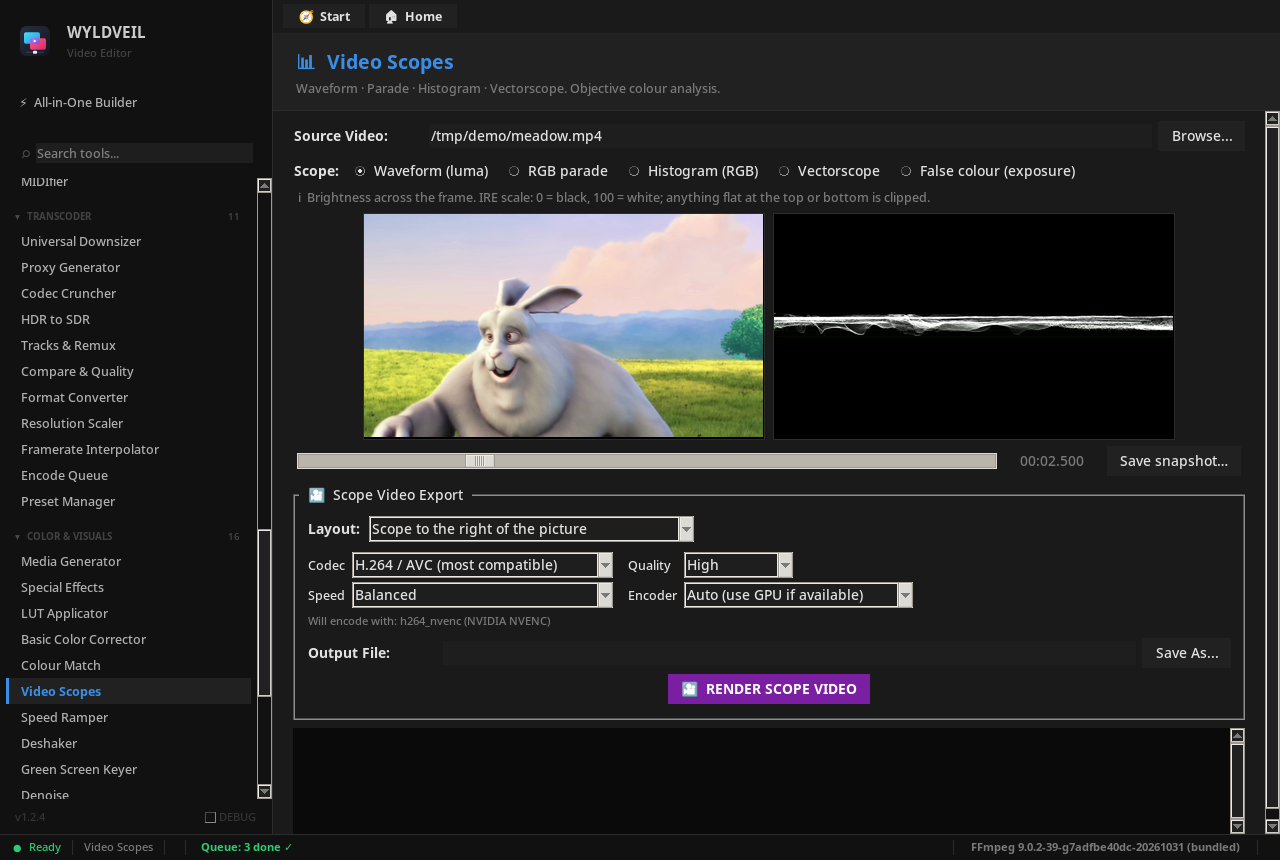 WYLDVEIL
Video Editor
⚡ All-in-One Builder
Search tools...
MIDIfier
▾ TRANSCODER 11
Universal Downsizer
Proxy Generator
Codec Cruncher
HDR to SDR
Tracks & Remux
Compare & Quality
Format Converter
Resolution Scaler
Framerate Interpolator
Encode Queue
Preset Manager
▾ COLOR & VISUALS 16
Media Generator
Special Effects
LUT Applicator
Basic Color Corrector
Colour Match
Video Scopes
Speed Ramper
Deshaker
Green Screen Keyer
Denoise
v1.2.4 DEBUG
Start Home
Video Scopes
Waveform · Parade · Histogram · Vectorscope. Objective colour analysis.
Source Video: /tmp/demo/meadow.mp4 Browse...
Scope: Waveform (luma) RGB parade Histogram (RGB) Vectorscope False colour (exposure)
i Brightness across the frame. IRE scale: 0 = black, 100 = white; anything flat at the top or bottom is clipped.
00:02.500 Save snapshot...
Scope Video Export
Layout: Scope to the right of the picture
Codec H.264 / AVC (most compatible) Quality High
Speed Balanced Encoder Auto (use GPU if available)
Will encode with: h264_nvenc (NVIDIA NVENC)
Output File: Save As...
RENDER SCOPE VIDEO
● Ready Video Scopes Queue: 3 done ✓ FFmpeg 9.0.2-39-g7adfbe40dc-20261031 (bundled)